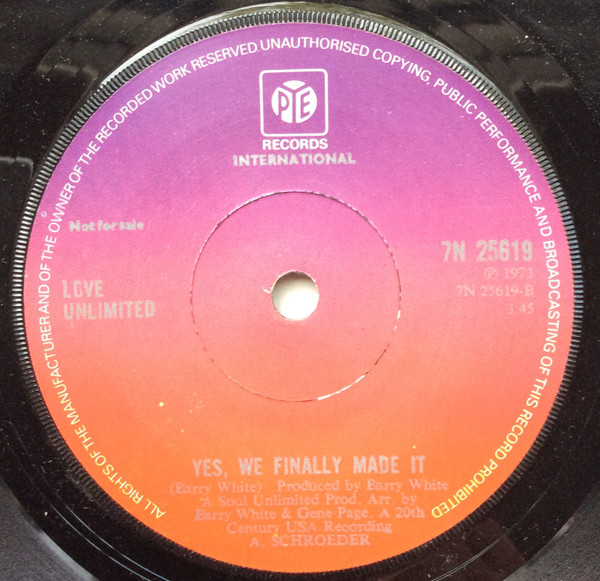 ALL RIGHTS OF THE MANUFACTURER AND OF THE OWNER OF THE RECORDED WORK RESERVED UNAUTHORISED COPYING, PUBLIC PERFORMANCE AND BROADCASTING OF THIS RECORD PROHIBITED
PYE
RECORDS
INTERNATIONAL
Not for sale
7N 25619
Ⓟ 1973
7N 25619-B
3.45
LOVE
UNLIMITED
YES, WE FINALLY MADE IT
(Barry White) Produced by Barry White
A Soul Unlimited Prod. Arr. by
Barry White & Gene Page. A 20th
Century USA Recording
A. SCHROEDER